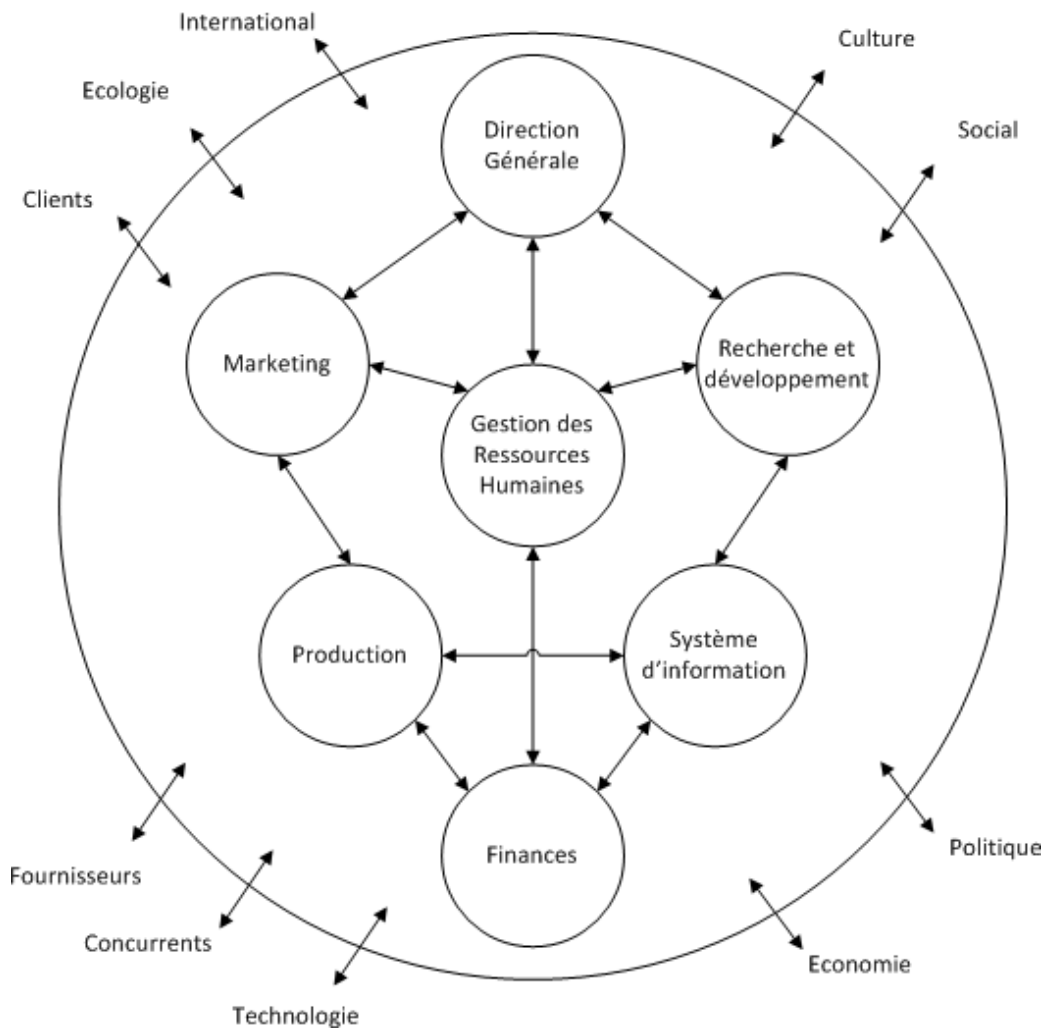 International
Culture
Ecologie
Social
Clients
Direction
Générale
Marketing
Recherche et
développement
Gestion des
Ressources
Humaines
Production
Système
d'information
Finances
Fournisseurs
Politique
Concurrents
Economie
Technologie